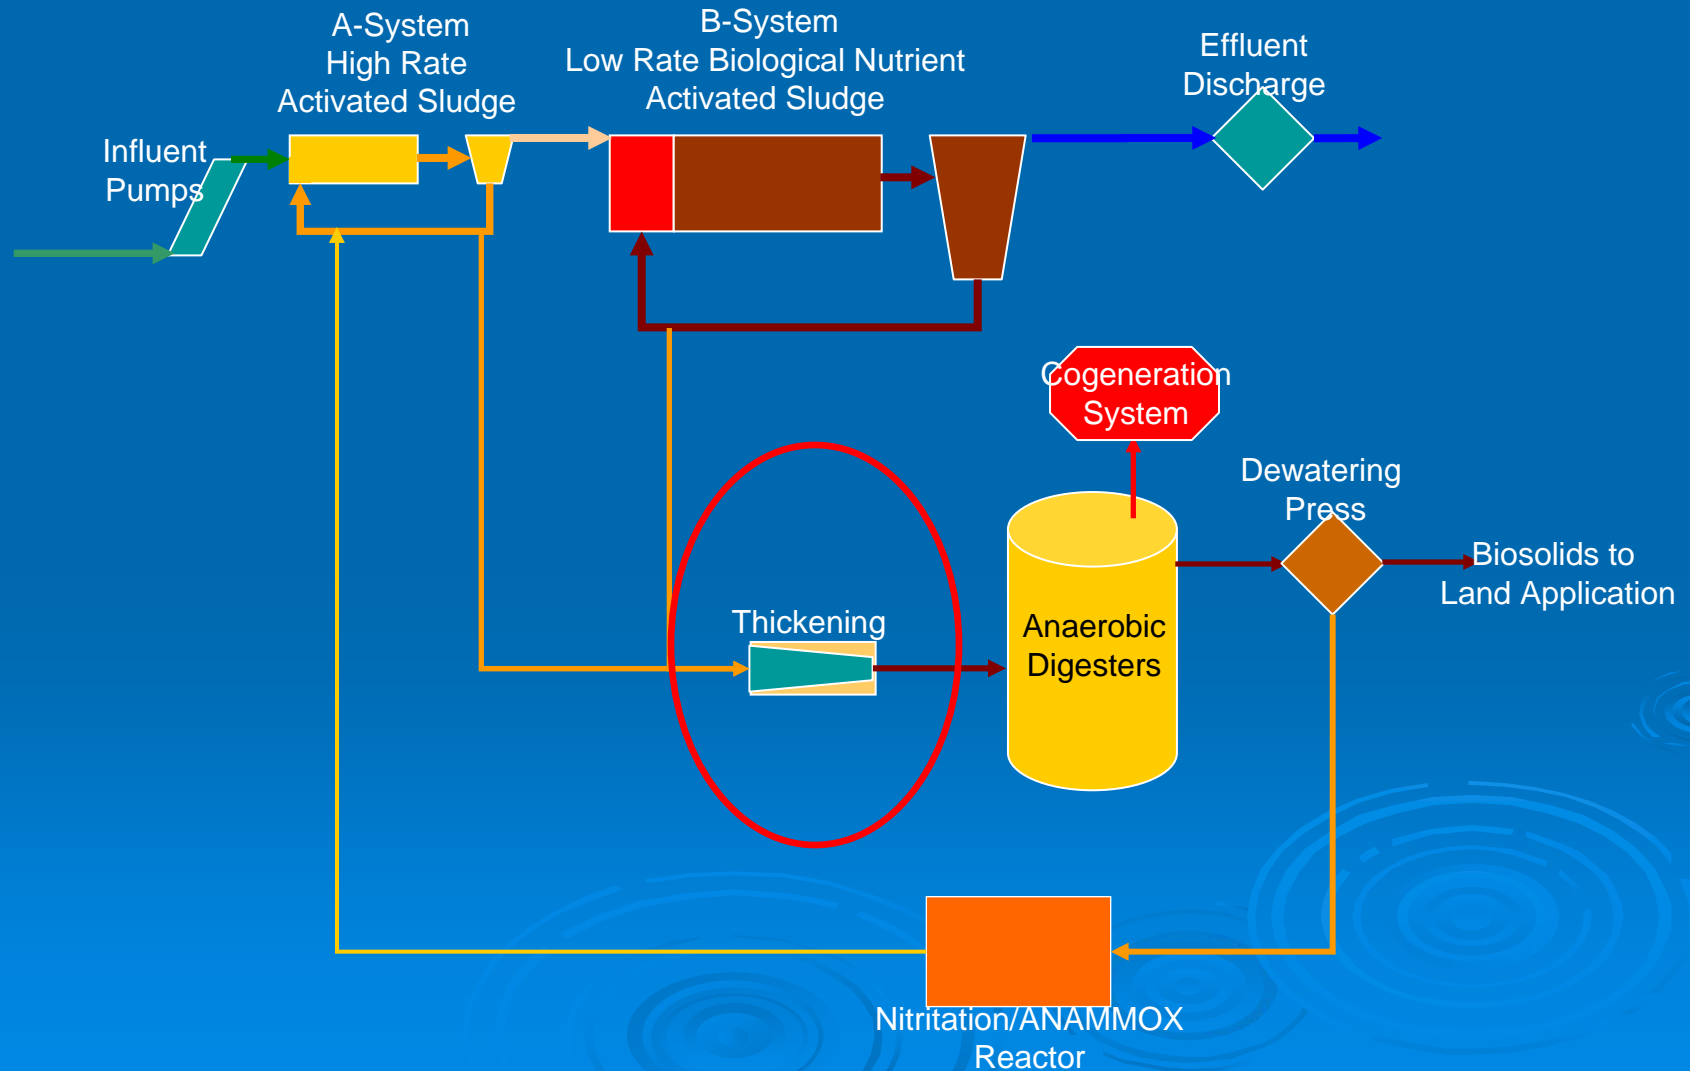 A-System
High Rate
Activated Sludge
B-System
Low Rate Biological Nutrient
Activated Sludge
Effluent
Discharge
Influent
Pumps
Cogeneration
System
Dewatering
Press
Biosolids to
Land Application
Thickening
Anaerobic
Digesters
Nitritation/ANAMMOX
Reactor